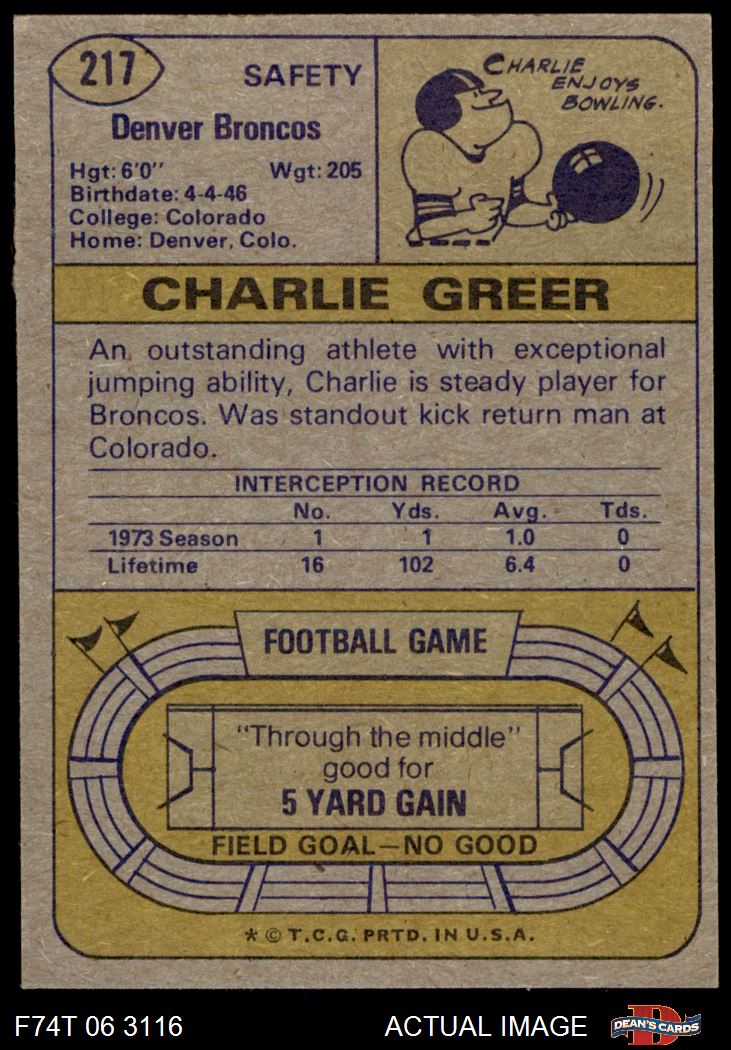 217
SAFETY
Denver Broncos
Hgt: 6'0" Wgt: 205
Birthdate: 4-4-46
College: Colorado
Home: Denver, Colo.
CHARLIE
ENJOYS
BOWLING.
CHARLIE GREER
An outstanding athlete with exceptional
jumping ability, Charlie is steady player for
Broncos. Was standout kick return man at
Colorado.
INTERCEPTION RECORD
No. Yds. Avg. Tds.
1973 Season 1 1 1.0 0
Lifetime 16 102 6.4 0
FOOTBALL GAME
"Through the middle"
good for
5 YARD GAIN
FIELD GOAL—NO GOOD
* © T.C.G. PRTD. IN U.S.A.
F74T 06 3116 ACTUAL IMAGE D DEAN'S CARDS